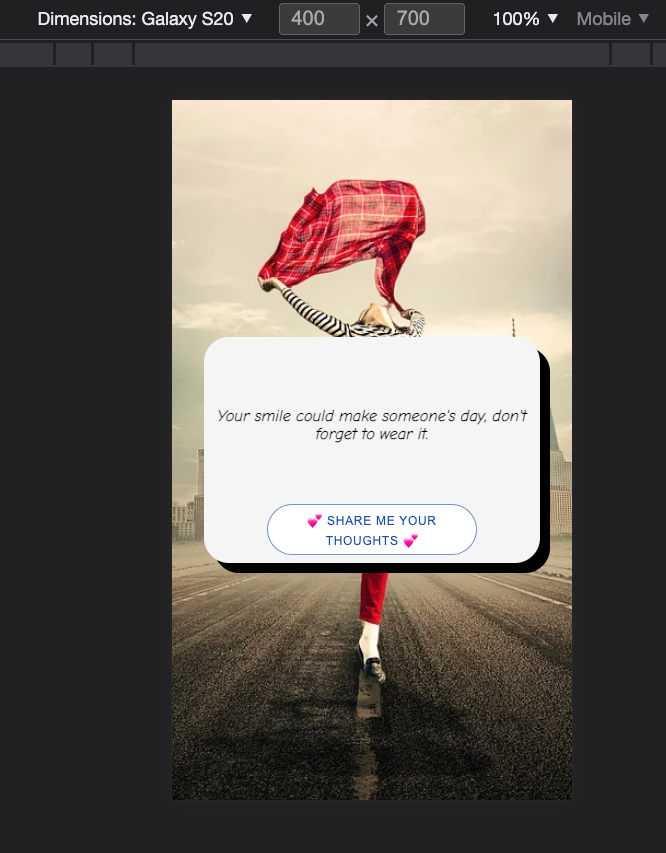 Dimensions: Galaxy S20 ▼ 400 × 700 100% ▼ Mobile ▼
Your smile could make someone's day, don't
forget to wear it.
💕 SHARE ME YOUR
THOUGHTS 💕